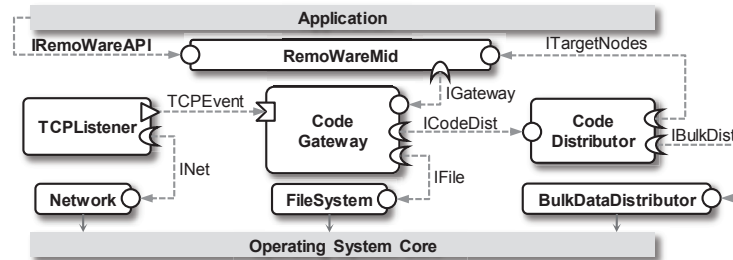 Application
IRemoWareAPI
RemoWareMid
ITargetNodes
TCPEvent
IGateway
TCPListener
Code
Gateway
ICodeDist
Code
Distributor
IBulkDist
INet
IFile
Network
FileSystem
BulkDataDistributor
Operating System Core